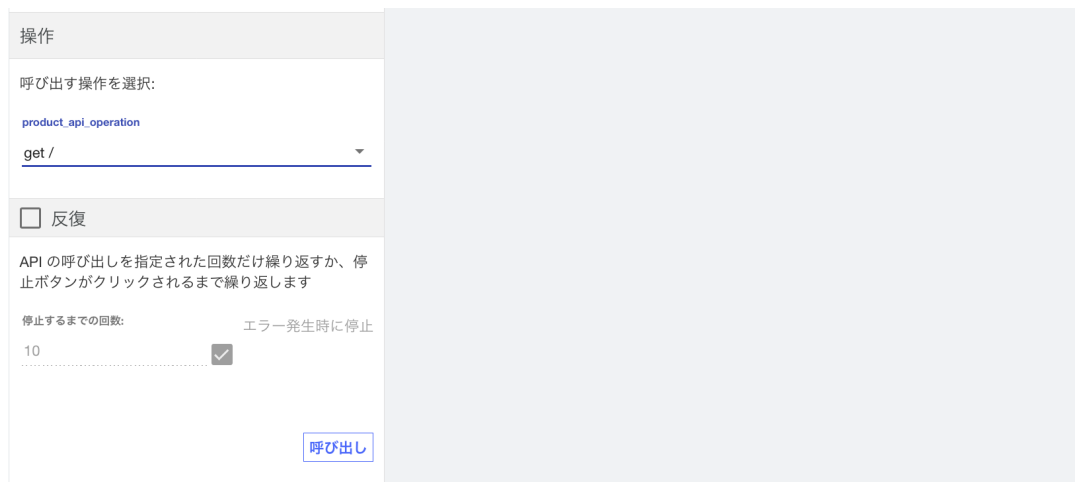 操作
呼び出す操作を選択:
product_api_operation
get /
反復
API の呼び出しを指定された回数だけ繰り返すか、停
止ボタンがクリックされるまで繰り返します
停止するまでの回数:
エラー発生時に停止
10
呼び出し